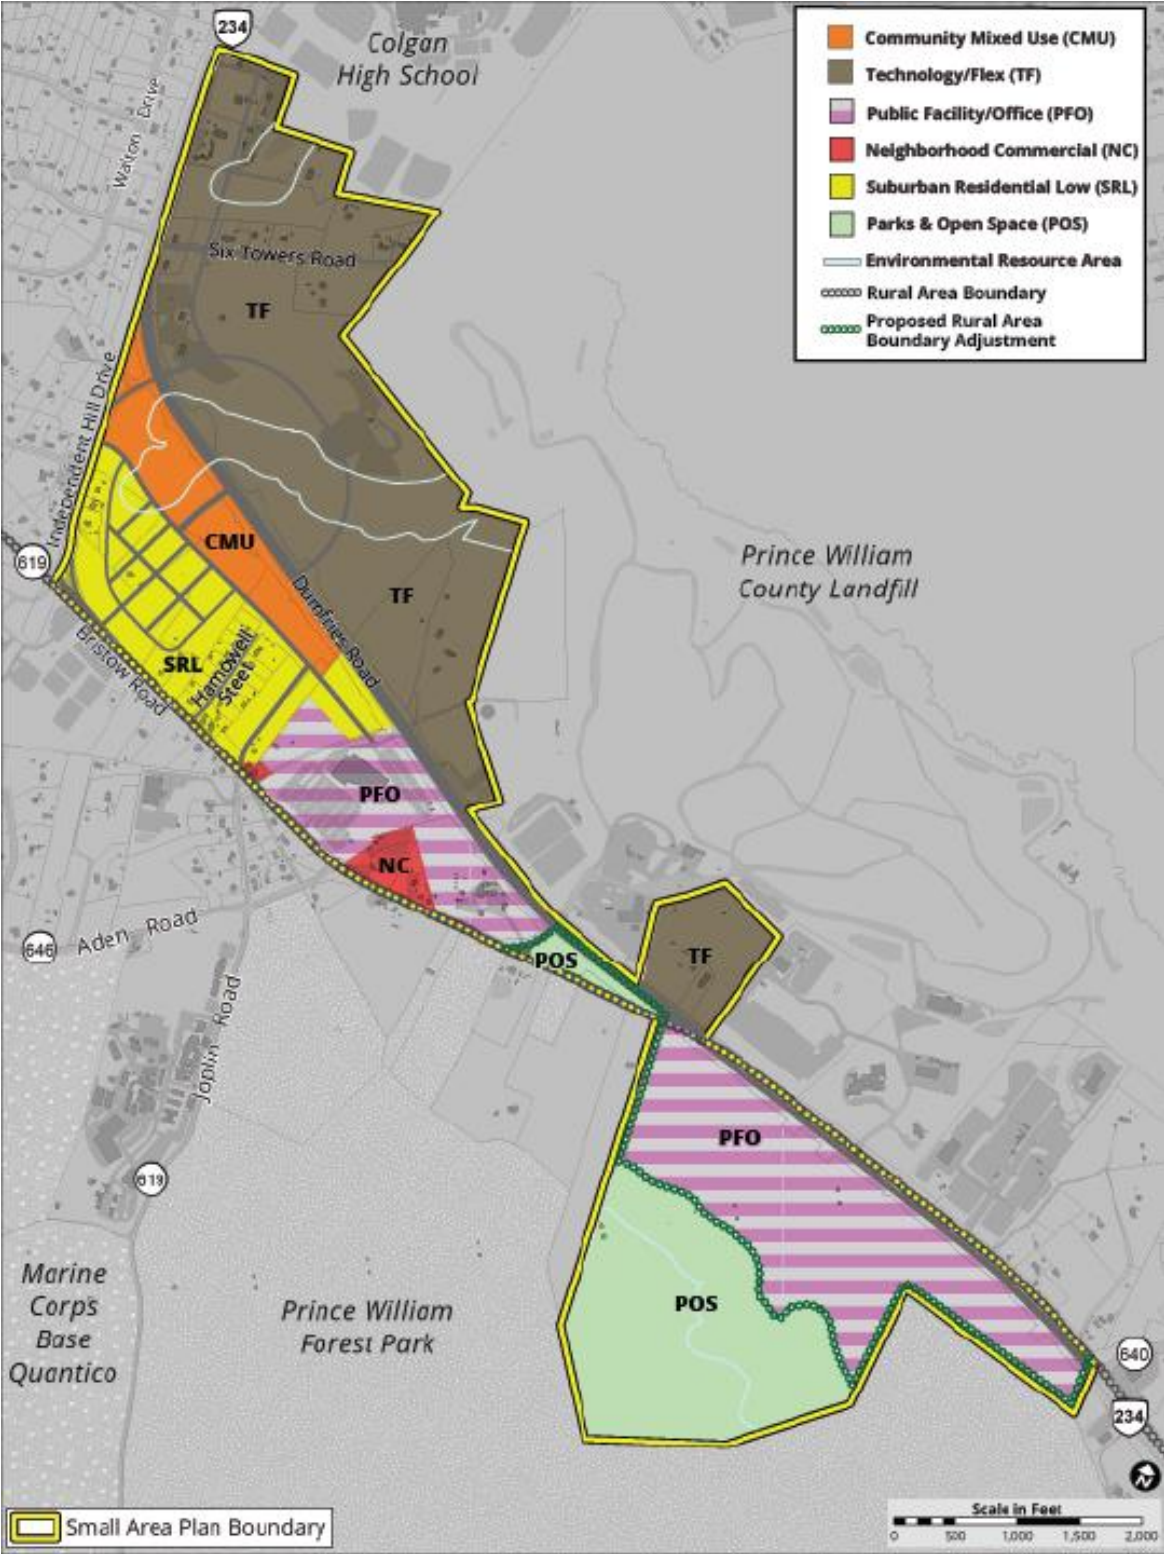 234
Colgan
High School
Community Mixed Use (CMU)
Technology/Flex (TF)
Public Facility/Office (PFO)
Neighborhood Commercial (NC)
Suburban Residential Low (SRL)
Parks & Open Space (POS)
Environmental Resource Area
Rural Area Boundary
Proposed Rural Area
Boundary Adjustment
Walton Drive
Six Towers Road
TF
Independent Hill Drive
CMU
619
Prince William
County Landfill
TF
Dumfries Road
SRL
Hamowell
Steet
Bristow Road
PFO
NC
646
Aden Road
POS
TF
Joplin Road
PFO
619
Marine
Corps
Base
Quantico
Prince William
Forest Park
POS
640
234
N
Small Area Plan Boundary
Scale in Feet
0 500 1,000 1,500 2,000